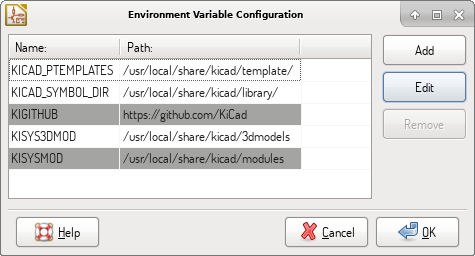 Environment Variable Configuration
Name: Path:
KICAD_PTEMPLATES /usr/local/share/kicad/template/
KICAD_SYMBOL_DIR /usr/local/share/kicad/library/
KIGITHUB https://github.com/KiCad
KISYS3DMOD /usr/local/share/kicad/3dmodels
KISYSMOD /usr/local/share/kicad/modules
Add
Edit
Remove
Help Cancel OK